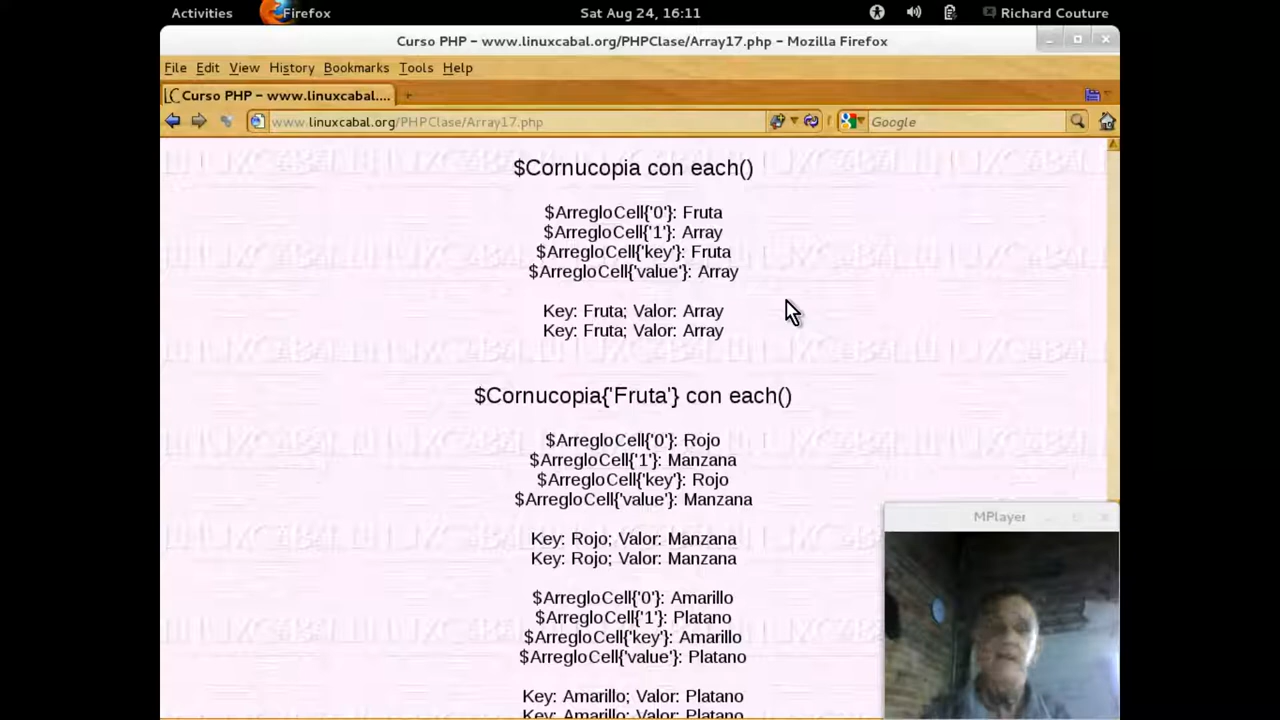 Activities Firefox Sat Aug 24, 16:11 Richard Couture
Curso PHP - www.linuxcabal.org/PHPClase/Array17.php - Mozilla Firefox
File Edit View History Bookmarks Tools Help
Curso PHP - www.linuxcabal....
www.linuxcabal.org/PHPClase/Array17.php Google
$Cornucopia con each()
$ArregloCell{'0'}: Fruta
$ArregloCell{'1'}: Array
$ArregloCell{'key'}: Fruta
$ArregloCell{'value'}: Array
Key: Fruta; Valor: Array
Key: Fruta; Valor: Array
$Cornucopia{'Fruta'} con each()
$ArregloCell{'0'}: Rojo
$ArregloCell{'1'}: Manzana
$ArregloCell{'key'}: Rojo
$ArregloCell{'value'}: Manzana
MPlayer
Key: Rojo; Valor: Manzana
Key: Rojo; Valor: Manzana
$ArregloCell{'0'}: Amarillo
$ArregloCell{'1'}: Platano
$ArregloCell{'key'}: Amarillo
$ArregloCell{'value'}: Platano
Key: Amarillo; Valor: Platano
Key: Amarillo; Valor: Platano